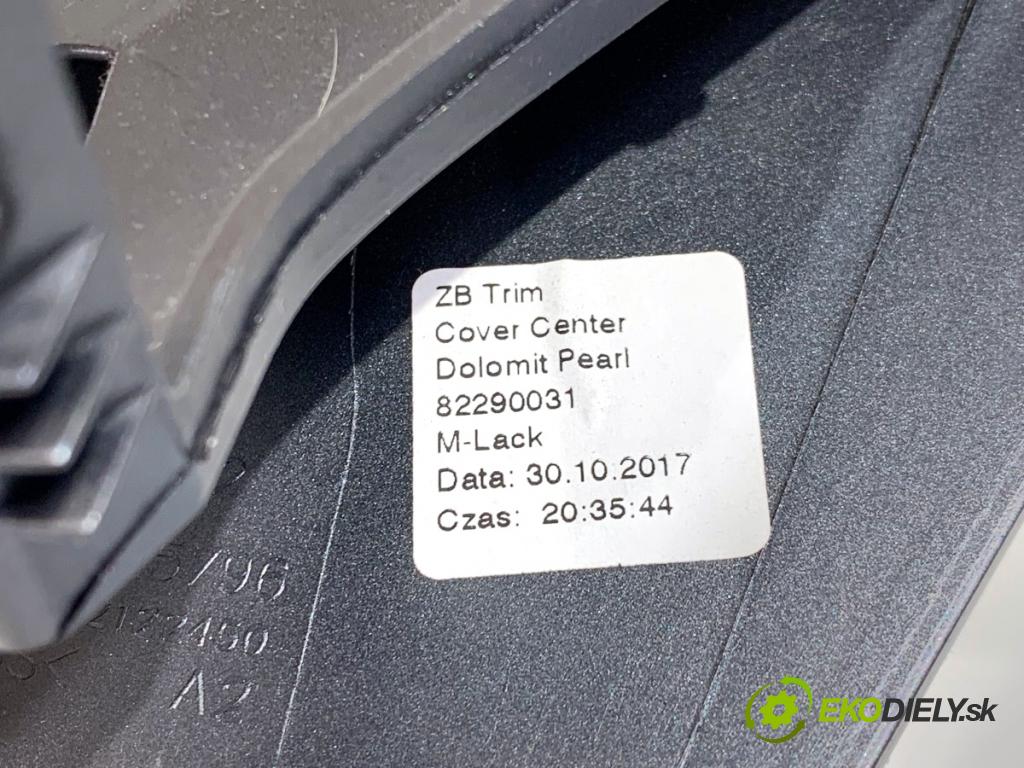 ZB Trim
Cover Center
Dolomit Pearl
82290031
M-Lack
Data: 30.10.2017
Czas: 20:35:44
A2
EKODIELY.sk